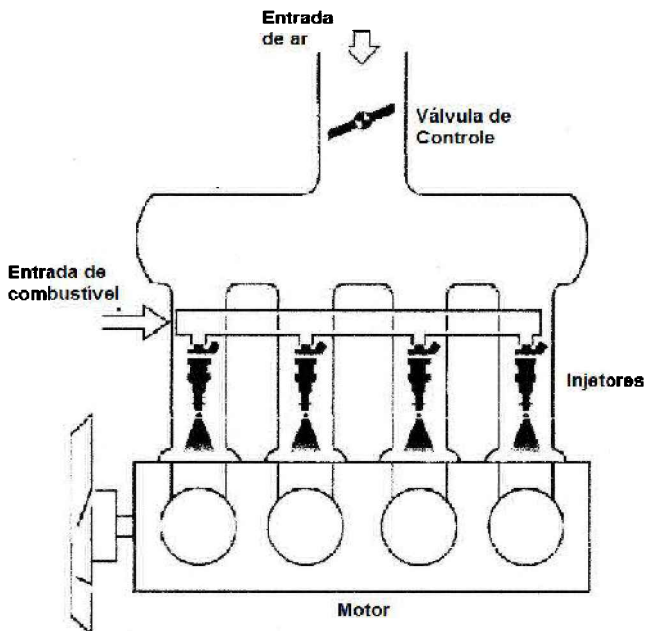 Entrada
de ar
Válvula de
Controle
Entrada de
combustível
Injetores
Motor